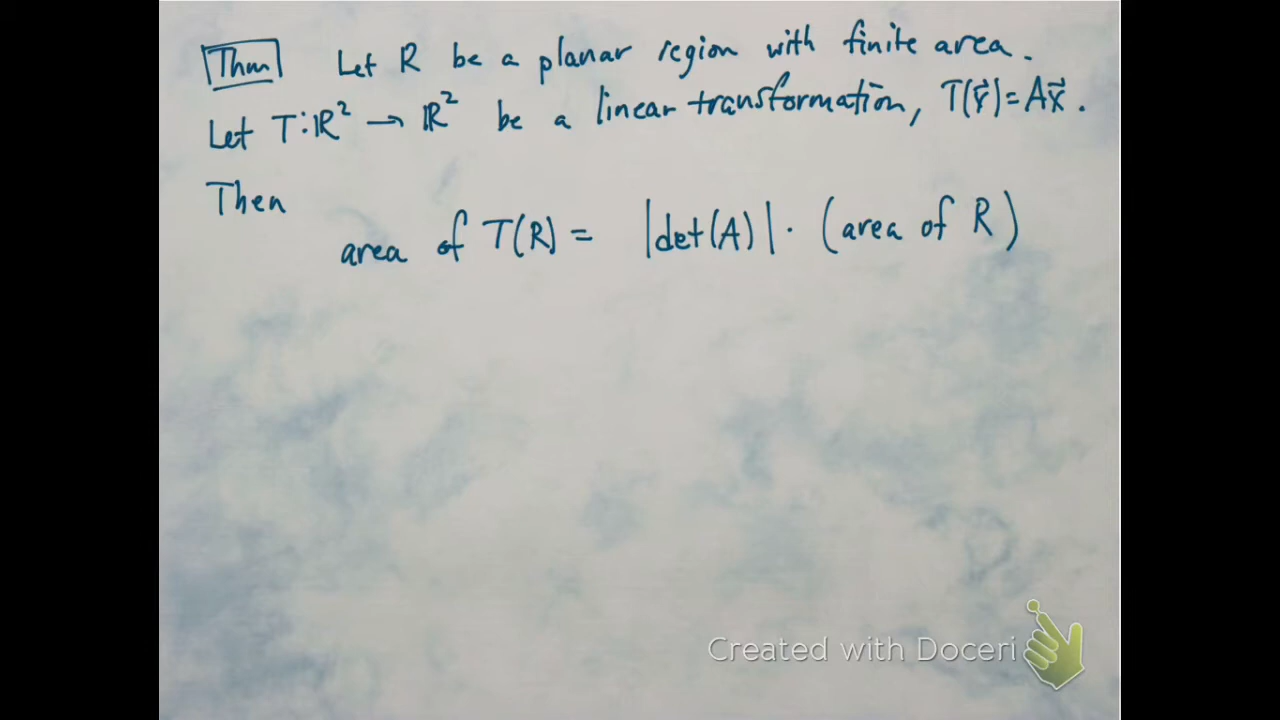 Thm Let R be a planar region with finite area.
Let T: ℝ² → ℝ² be a linear transformation, T(x⃗) = Ax⃗.
Then
area of T(R) = |det(A)| · (area of R)
Created with Doceri